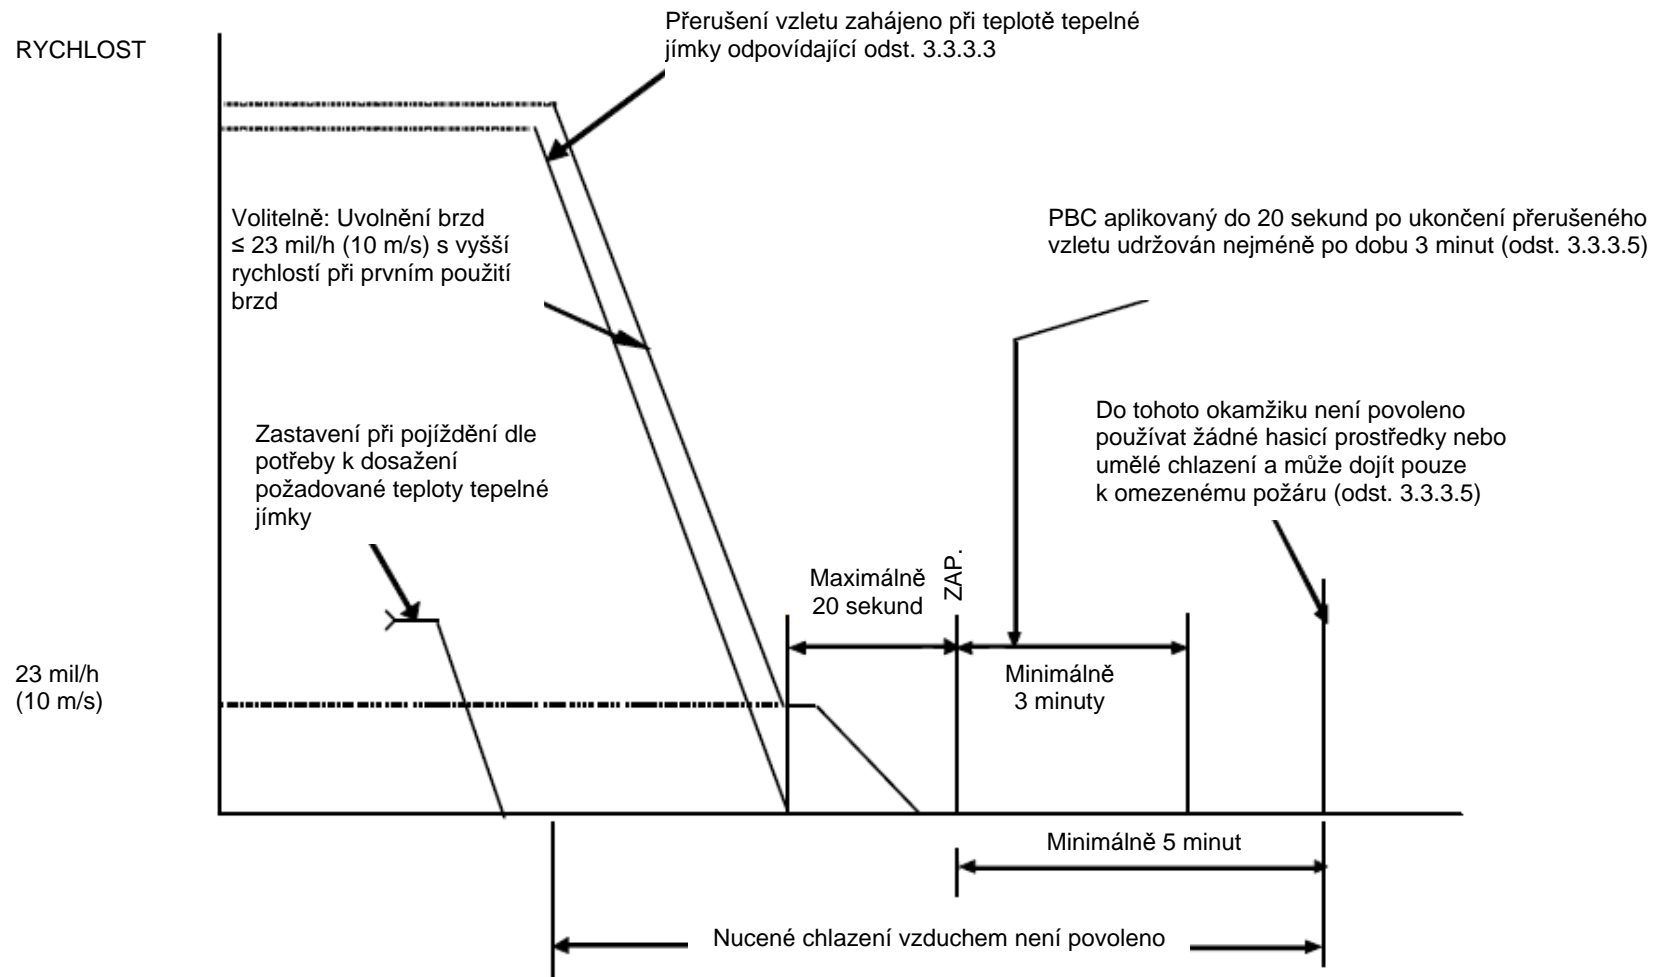 Přerušení vzletu zahájeno při teplotě tepelné
jímky odpovídající odst. 3.3.3.3
RYCHLOST
Volitelně: Uvolnění brzd
≤ 23 mil/h (10 m/s) s vyšší
rychlostí při prvním použití
brzd
PBC aplikovaný do 20 sekund po ukončení přerušeného
vzletu udržován nejméně po dobu 3 minut (odst. 3.3.3.5)
Zastavení při pojíždění dle
potřeby k dosažení
požadované teploty tepelné
jímky
Do tohoto okamžiku není povoleno
používat žádné hasicí prostředky nebo
umělé chlazení a může dojít pouze
k omezenému požáru (odst. 3.3.3.5)
Maximálně
20 sekund
ZAP.
23 mil/h
(10 m/s)
Minimálně
3 minuty
Minimálně 5 minut
Nucené chlazení vzduchem není povoleno